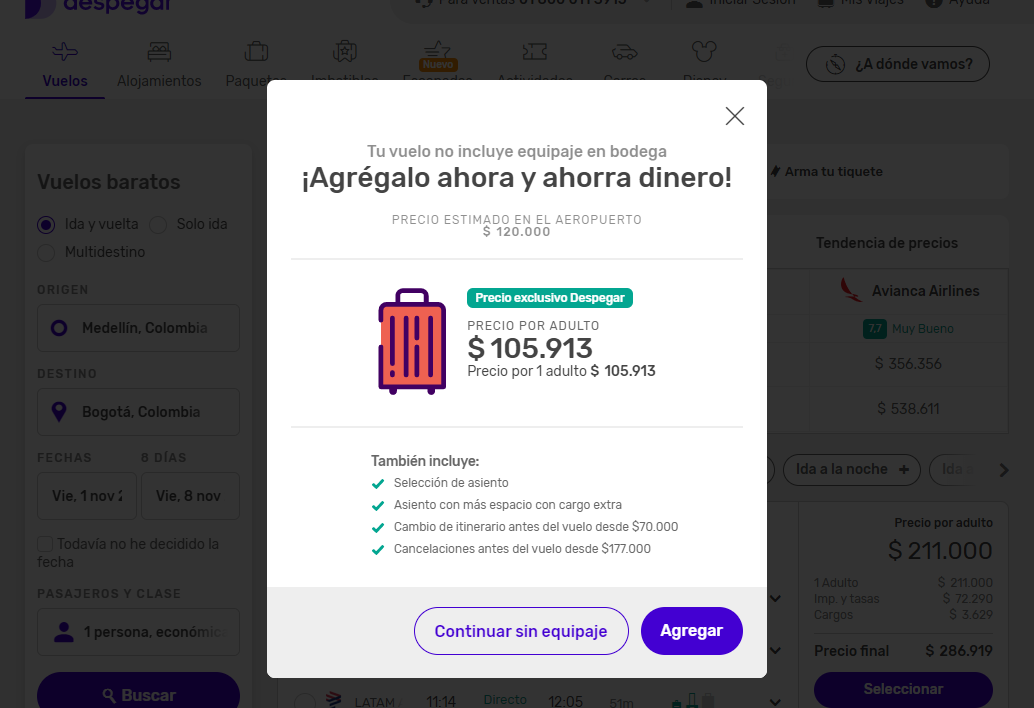 despegar
Para ventas 01 800 0119915
Iniciar Sesión
Mis Viajes
Ayuda
Vuelos
Alojamientos
Paquetes
Imbatibles
Nuevo
Escapadas
Actividades
Carros
Disney
¿A dónde vamos?
Vuelos baratos
Ida y vuelta
Solo ida
Multidestino
ORIGEN
Medellín, Colombia
DESTINO
Bogotá, Colombia
FECHAS
8 DÍAS
Vie, 1 nov 2
Vie, 8 nov
Todavía no he decidido la
fecha
PASAJEROS Y CLASE
1 persona, económic
Buscar
Tu vuelo no incluye equipaje en bodega
¡Agrégalo ahora y ahorra dinero!
PRECIO ESTIMADO EN EL AEROPUERTO
$ 120.000
Precio exclusivo Despegar
PRECIO POR ADULTO
$ 105.913
Precio por 1 adulto $ 105.913
También incluye:
Selección de asiento
Asiento con más espacio con cargo extra
Cambio de itinerario antes del vuelo desde $70.000
Cancelaciones antes del vuelo desde $177.000
Continuar sin equipaje
Agregar
Arma tu tiquete
Tendencia de precios
Avianca Airlines
7,7 Muy Bueno
$ 356.356
$ 538.611
Ida a la noche +
Ida a
Precio por adulto
$ 211.000
1 Adulto $ 211.000
Imp. y tasas $ 72.290
Cargos $ 3.629
Precio final $ 286.919
Seleccionar
LATAM 11:14 Directo 12:05 51m